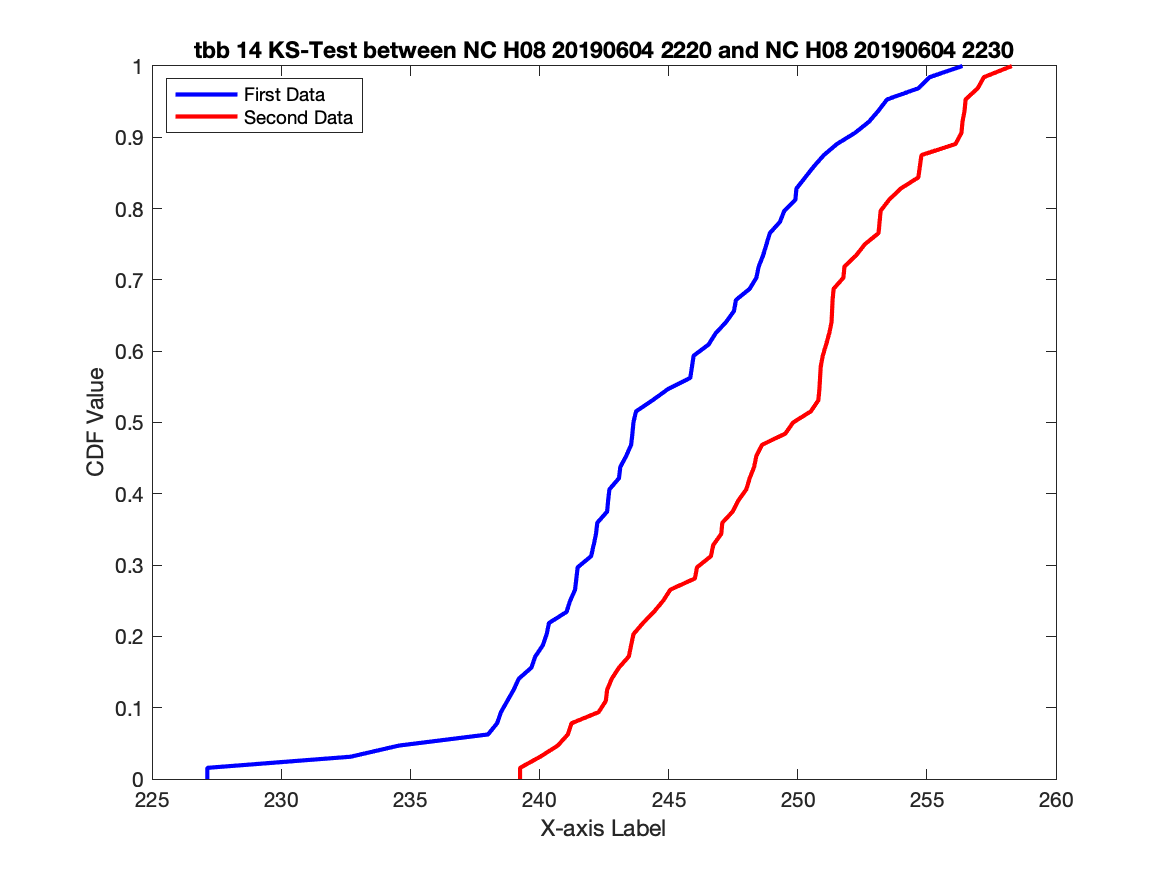 tbb 14 KS-Test between NC H08 20190604 2220 and NC H08 20190604 2230
First Data
Second Data
1
0.9
0.8
0.7
0.6
0.5
0.4
0.3
0.2
0.1
0
CDF Value
225 230 235 240 245 250 255 260
X-axis Label